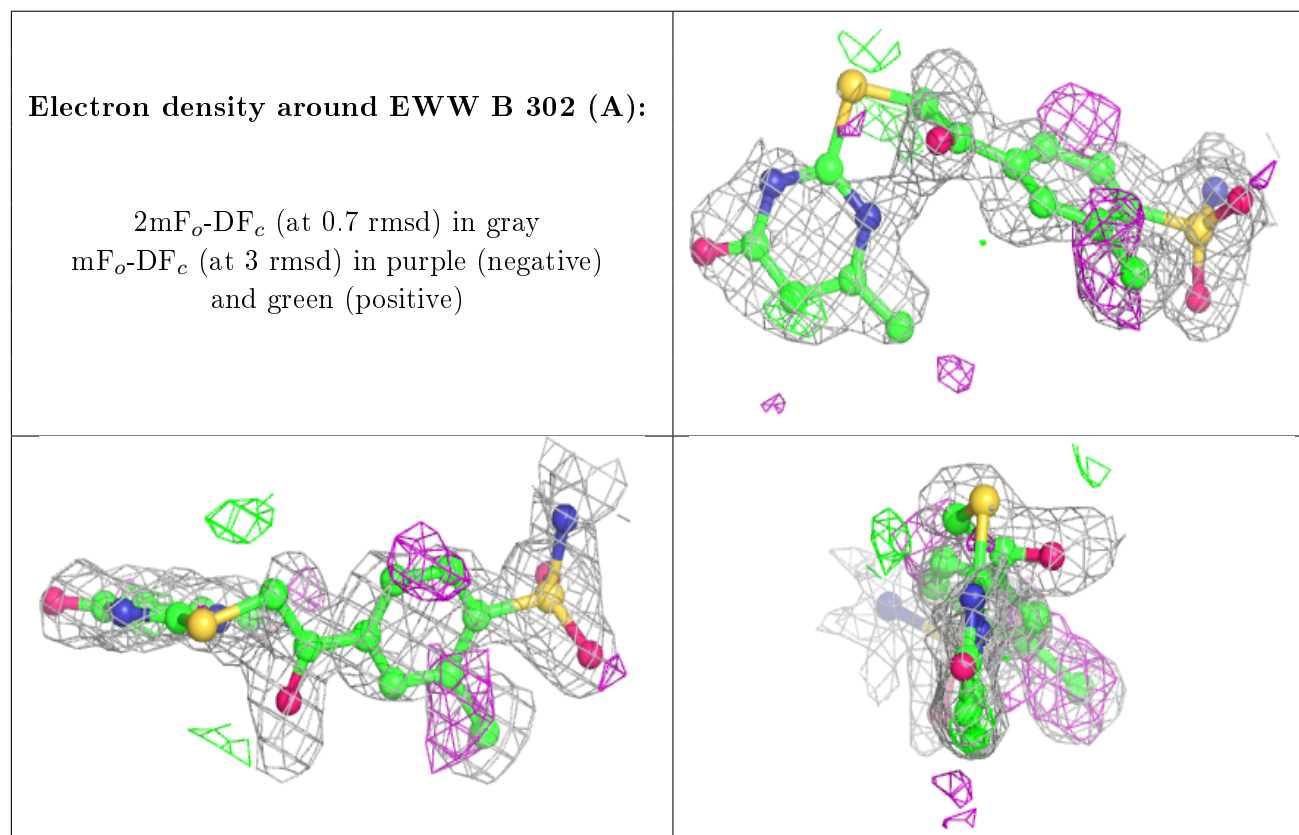 Electron density around EWW B 302 (A):
2mFₒ-DF𝒸 (at 0.7 rmsd) in gray
mFₒ-DF𝒸 (at 3 rmsd) in purple (negative)
and green (positive)